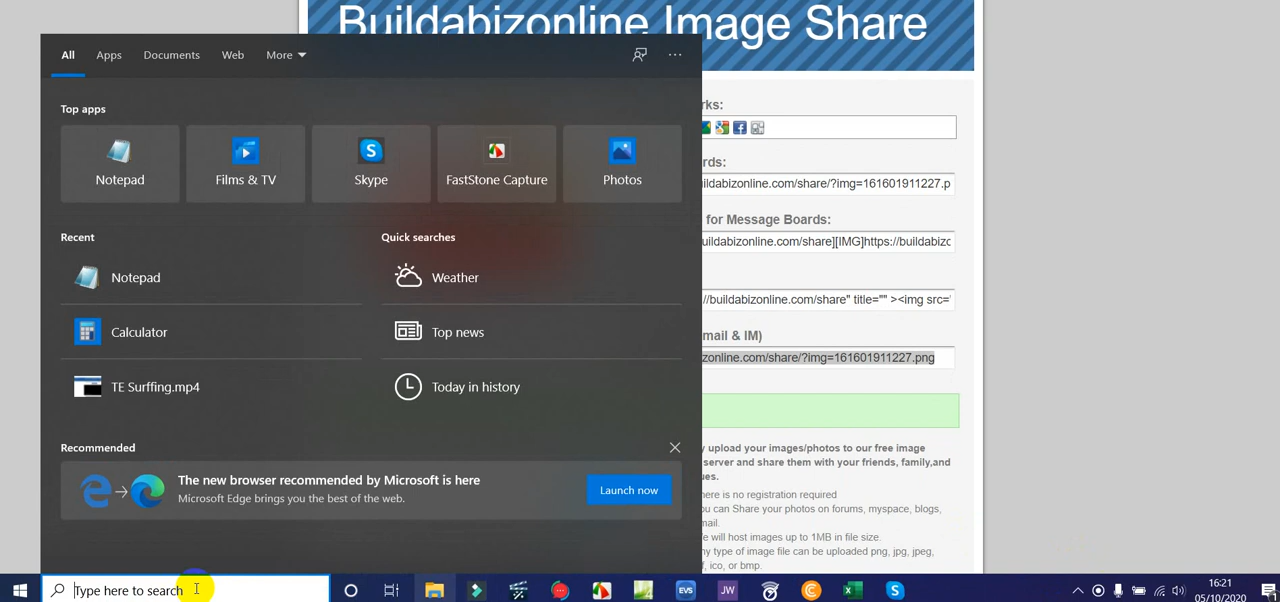 Buildabizonline Image Share
All Apps Documents Web More
Top apps
Notepad Films & TV Skype FastStone Capture Photos
Recent
Notepad
Calculator
TE Surffing.mp4
Quick searches
Weather
Top news
Today in history
Recommended
The new browser recommended by Microsoft is here
Microsoft Edge brings you the best of the web.
Launch now
rks:
rds:
ildabizonline.com/share/?img=161601911227.p
for Message Boards:
uildabizonline.com/share][IMG]https://buildabizc
://buildabizonline.com/share" title="" ><img src=
mail & IM)
zonline.com/share/?img=161601911227.png
y upload your images/photos to our free image
server and share them with your friends, family,and
ues.
here is no registration required
ou can Share your photos on forums, myspace, blogs,
mail.
e will host images up to 1MB in file size.
ny type of image file can be uploaded png, jpg, jpeg,
f, ico, or bmp.
Type here to search
EVS
JW
16:21
05/10/2020